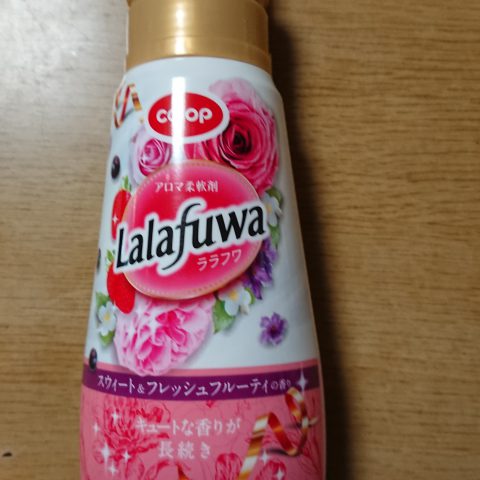 co·op
アロマ柔軟剤
Lalafuwa
ララフワ
スウィート&フレッシュフルーティの香り
キュートな香りが
長続き